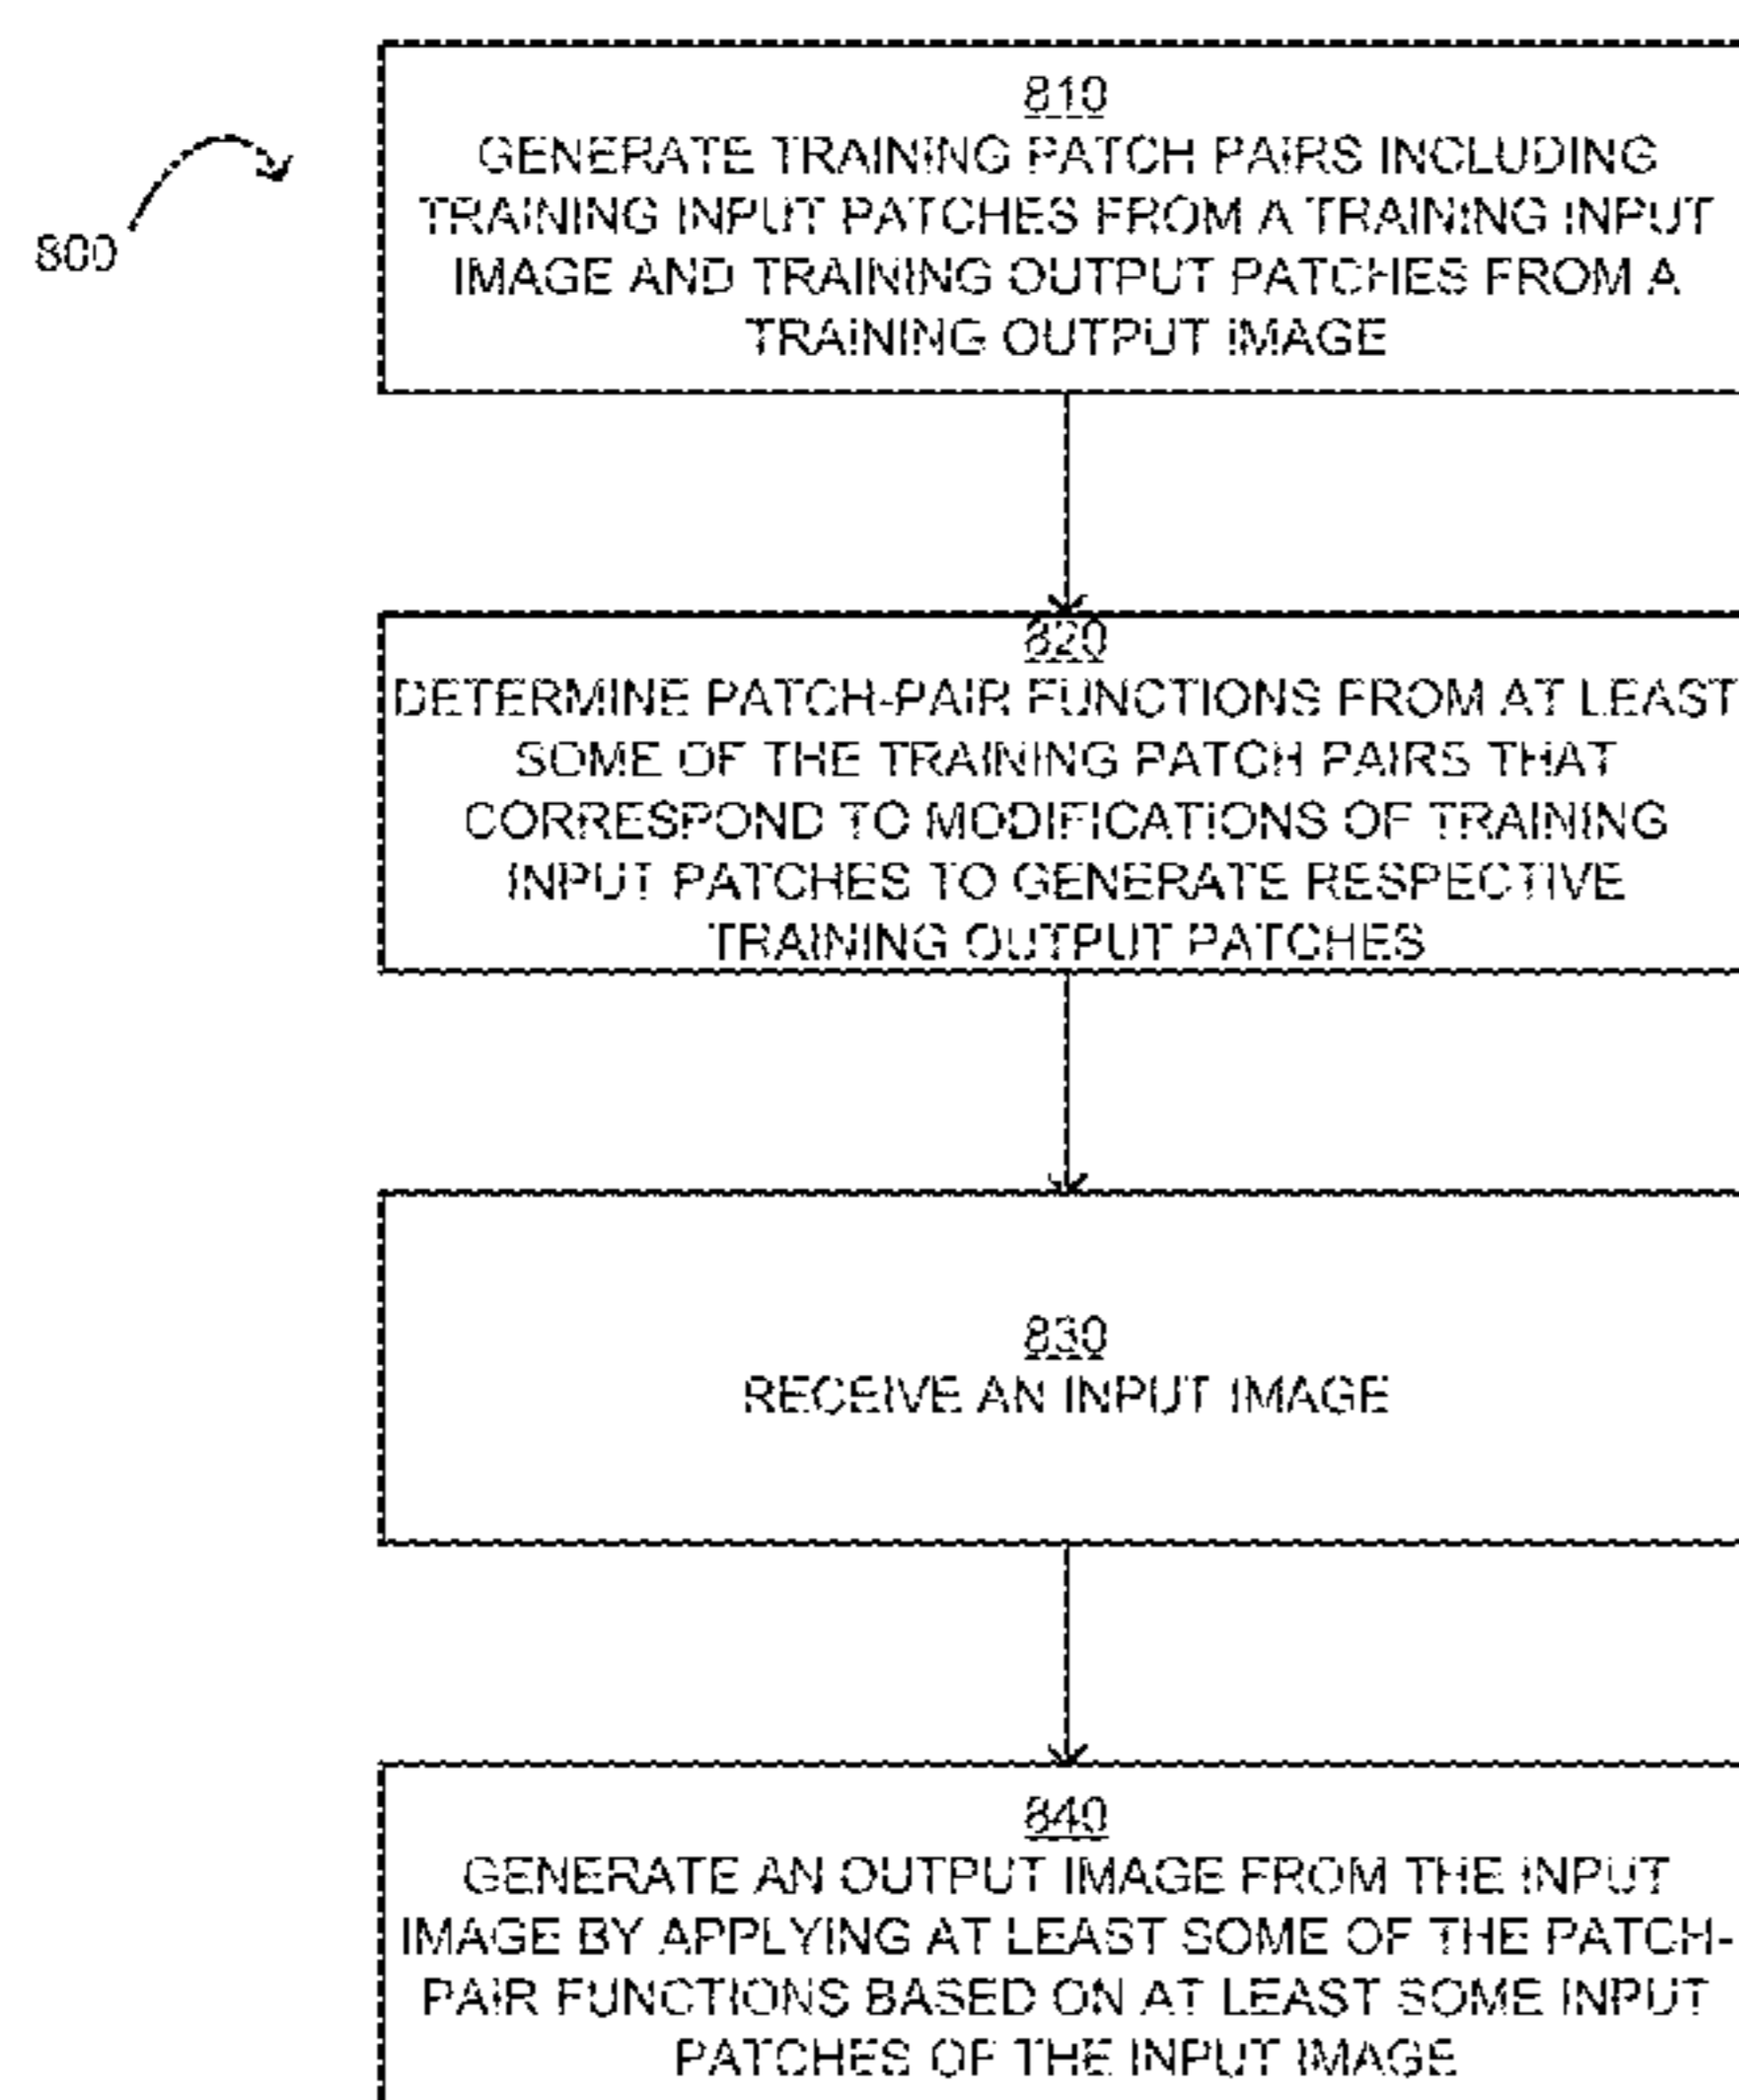 800
810
GENERATE TRAINING PATCH PAIRS INCLUDING
TRAINING INPUT PATCHES FROM A TRAINING INPUT
IMAGE AND TRAINING OUTPUT PATCHES FROM A
TRAINING OUTPUT IMAGE
820
DETERMINE PATCH-PAIR FUNCTIONS FROM AT LEAST
SOME OF THE TRAINING PATCH PAIRS THAT
CORRESPOND TO MODIFICATIONS OF TRAINING
INPUT PATCHES TO GENERATE RESPECTIVE
TRAINING OUTPUT PATCHES
830
RECEIVE AN INPUT IMAGE
840
GENERATE AN OUTPUT IMAGE FROM THE INPUT
IMAGE BY APPLYING AT LEAST SOME OF THE PATCH-
PAIR FUNCTIONS BASED ON AT LEAST SOME INPUT
PATCHES OF THE INPUT IMAGE